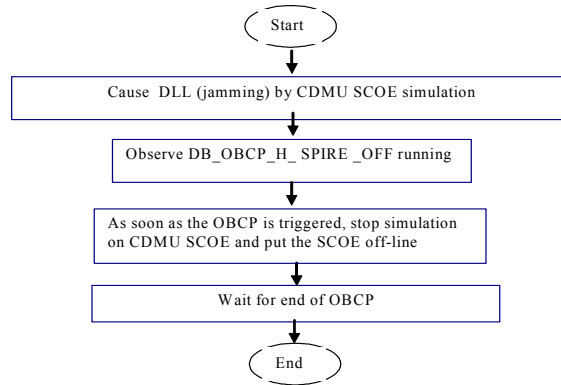 Start
Cause DLL (jamming) by CDMU SCOE simulation
Observe DB_OBCP_H_ SPIRE _OFF running
As soon as the OBCP is triggered, stop simulation
on CDMU SCOE and put the SCOE off-line
Wait for end of OBCP
End